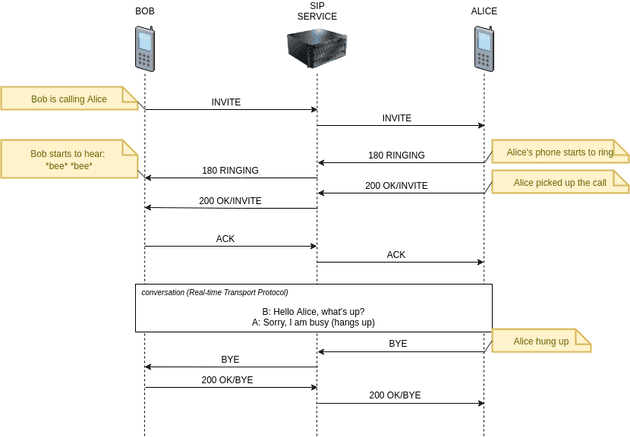 BOB
SIP
SERVICE
ALICE
Bob is calling Alice
INVITE
INVITE
Bob starts to hear:
*bee* *bee*
180 RINGING
Alice's phone starts to ring
180 RINGING
200 OK/INVITE
Alice picked up the call
200 OK/INVITE
ACK
ACK
conversation (Real-time Transport Protocol)
B: Hello Alice, what's up?
A: Sorry, I am busy (hangs up)
BYE
Alice hung up
BYE
200 OK/BYE
200 OK/BYE